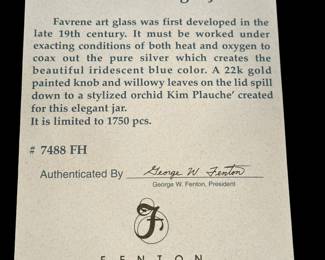 Favrene art glass was first developed in the
late 19th century. It must be worked under
exacting conditions of both heat and oxygen to
coax out the pure silver which creates the
beautiful iridescent blue color. A 22k gold
painted knob and willowy leaves on the lid spill
down to a stylized orchid Kim Plauche' created
for this elegant jar.
It is limited to 1750 pcs.
# 7488 FH
Authenticated By George W. Fenton
George W. Fenton, President
F
FENTON